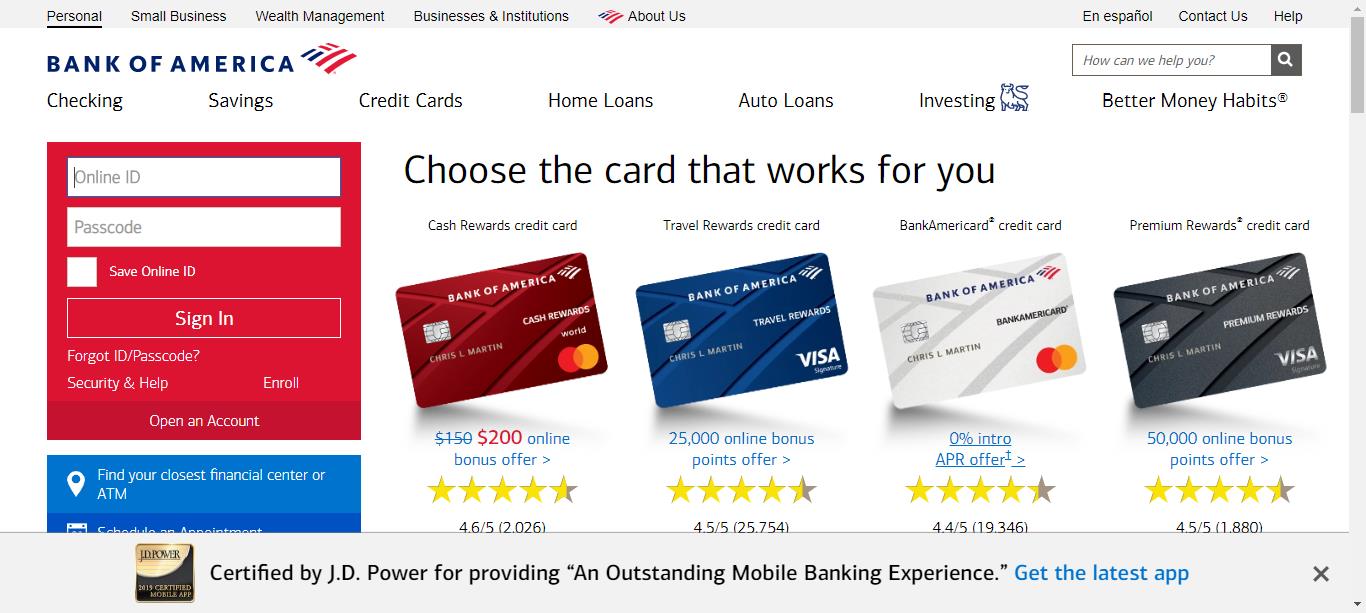 Personal Small Business Wealth Management Businesses & Institutions About Us En español Contact Us Help
BANK OF AMERICA
How can we help you?
Checking Savings Credit Cards Home Loans Auto Loans Investing Better Money Habits®
Online ID
Passcode
Save Online ID
Sign In
Forgot ID/Passcode?
Security & Help Enroll
Open an Account
Find your closest financial center or
ATM
Schedule an Appointment
Choose the card that works for you
Cash Rewards credit card
BANK OF AMERICA
CASH REWARDS
world
CHRIS L MARTIN
$150 $200 online
bonus offer >
4.6/5 (2,026)
Travel Rewards credit card
BANK OF AMERICA
TRAVEL REWARDS
CHRIS L MARTIN
VISA
Signature
25,000 online bonus
points offer >
4.5/5 (25,754)
BankAmericard® credit card
BANK OF AMERICA
BANKAMERICARD®
CHRIS L MARTIN
0% intro
APR offer‡ >
4.4/5 (19,346)
Premium Rewards® credit card
BANK OF AMERICA
PREMIUM REWARDS
CHRIS L MARTIN
VISA
Signature
50,000 online bonus
points offer >
4.5/5 (1,880)
J.D. POWER
2019 CERTIFIED
MOBILE APP
Certified by J.D. Power for providing “An Outstanding Mobile Banking Experience.” Get the latest app